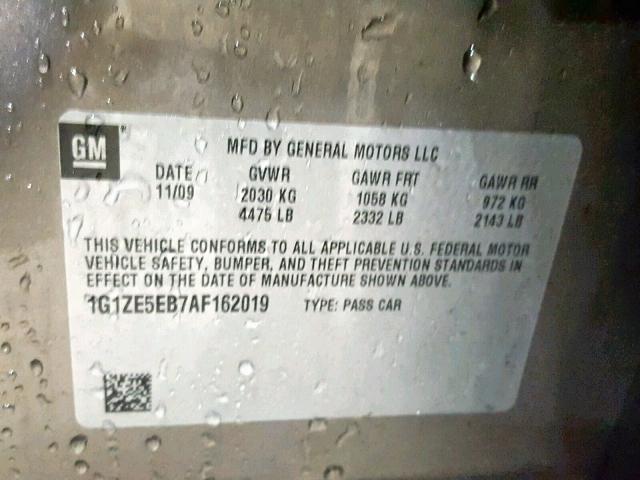 GM
MFD BY GENERAL MOTORS LLC
DATE GVWR GAWR FRT GAWR RR
11/09 2030 KG 1058 KG 972 KG
4475 LB 2332 LB 2143 LB
THIS VEHICLE CONFORMS TO ALL APPLICABLE U.S. FEDERAL MOTOR
VEHICLE SAFETY, BUMPER, AND THEFT PREVENTION STANDARDS IN
EFFECT ON THE DATE OF MANUFACTURE SHOWN ABOVE.
1G1ZE5EB7AF162019 TYPE: PASS CAR